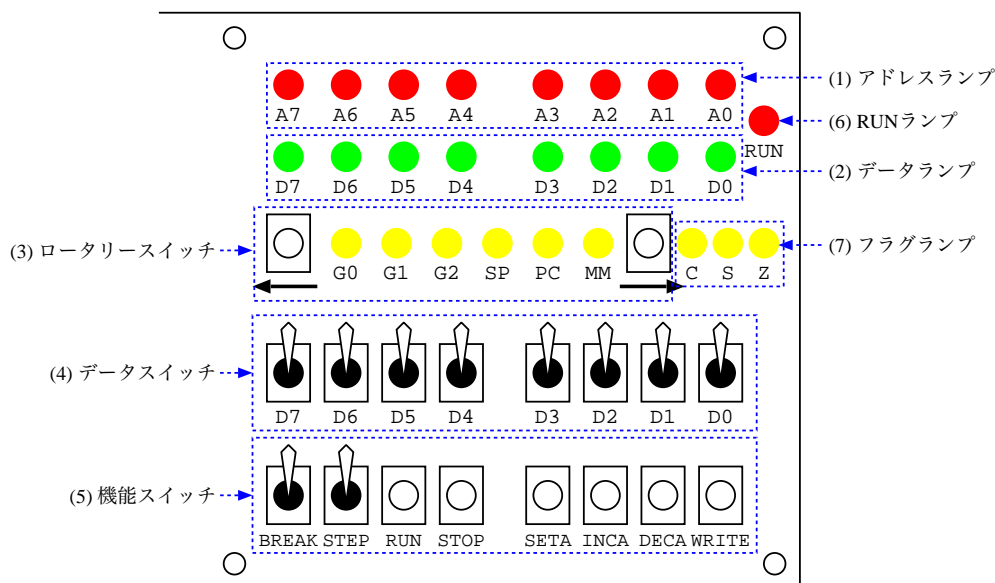 (1) アドレスランプ
A7 A6 A5 A4 A3 A2 A1 A0
(6) RUNランプ
RUN
D7 D6 D5 D4 D3 D2 D1 D0
(2) データランプ
(3) ロータリースイッチ
G0 G1 G2 SP PC MM
C S Z
(7) フラグランプ
(4) データスイッチ
D7 D6 D5 D4 D3 D2 D1 D0
(5) 機能スイッチ
BREAK STEP RUN STOP SETA INCA DECA WRITE